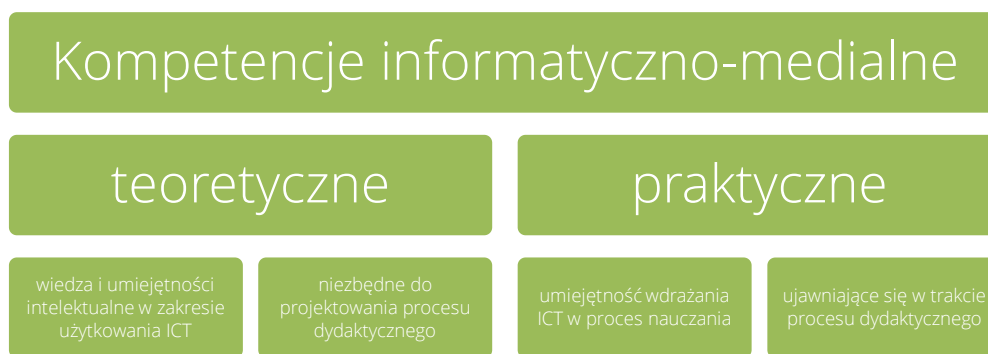 Kompetencje informatyczno-medialne
teoretyczne
praktyczne
wiedza i umiejętności
intelektualne w zakresie
użytkowania ICT
niezbędne do
projektowania procesu
dydaktycznego
umiejętność wdrażania
ICT w proces nauczania
ujawniające się w trakcie
procesu dydaktycznego